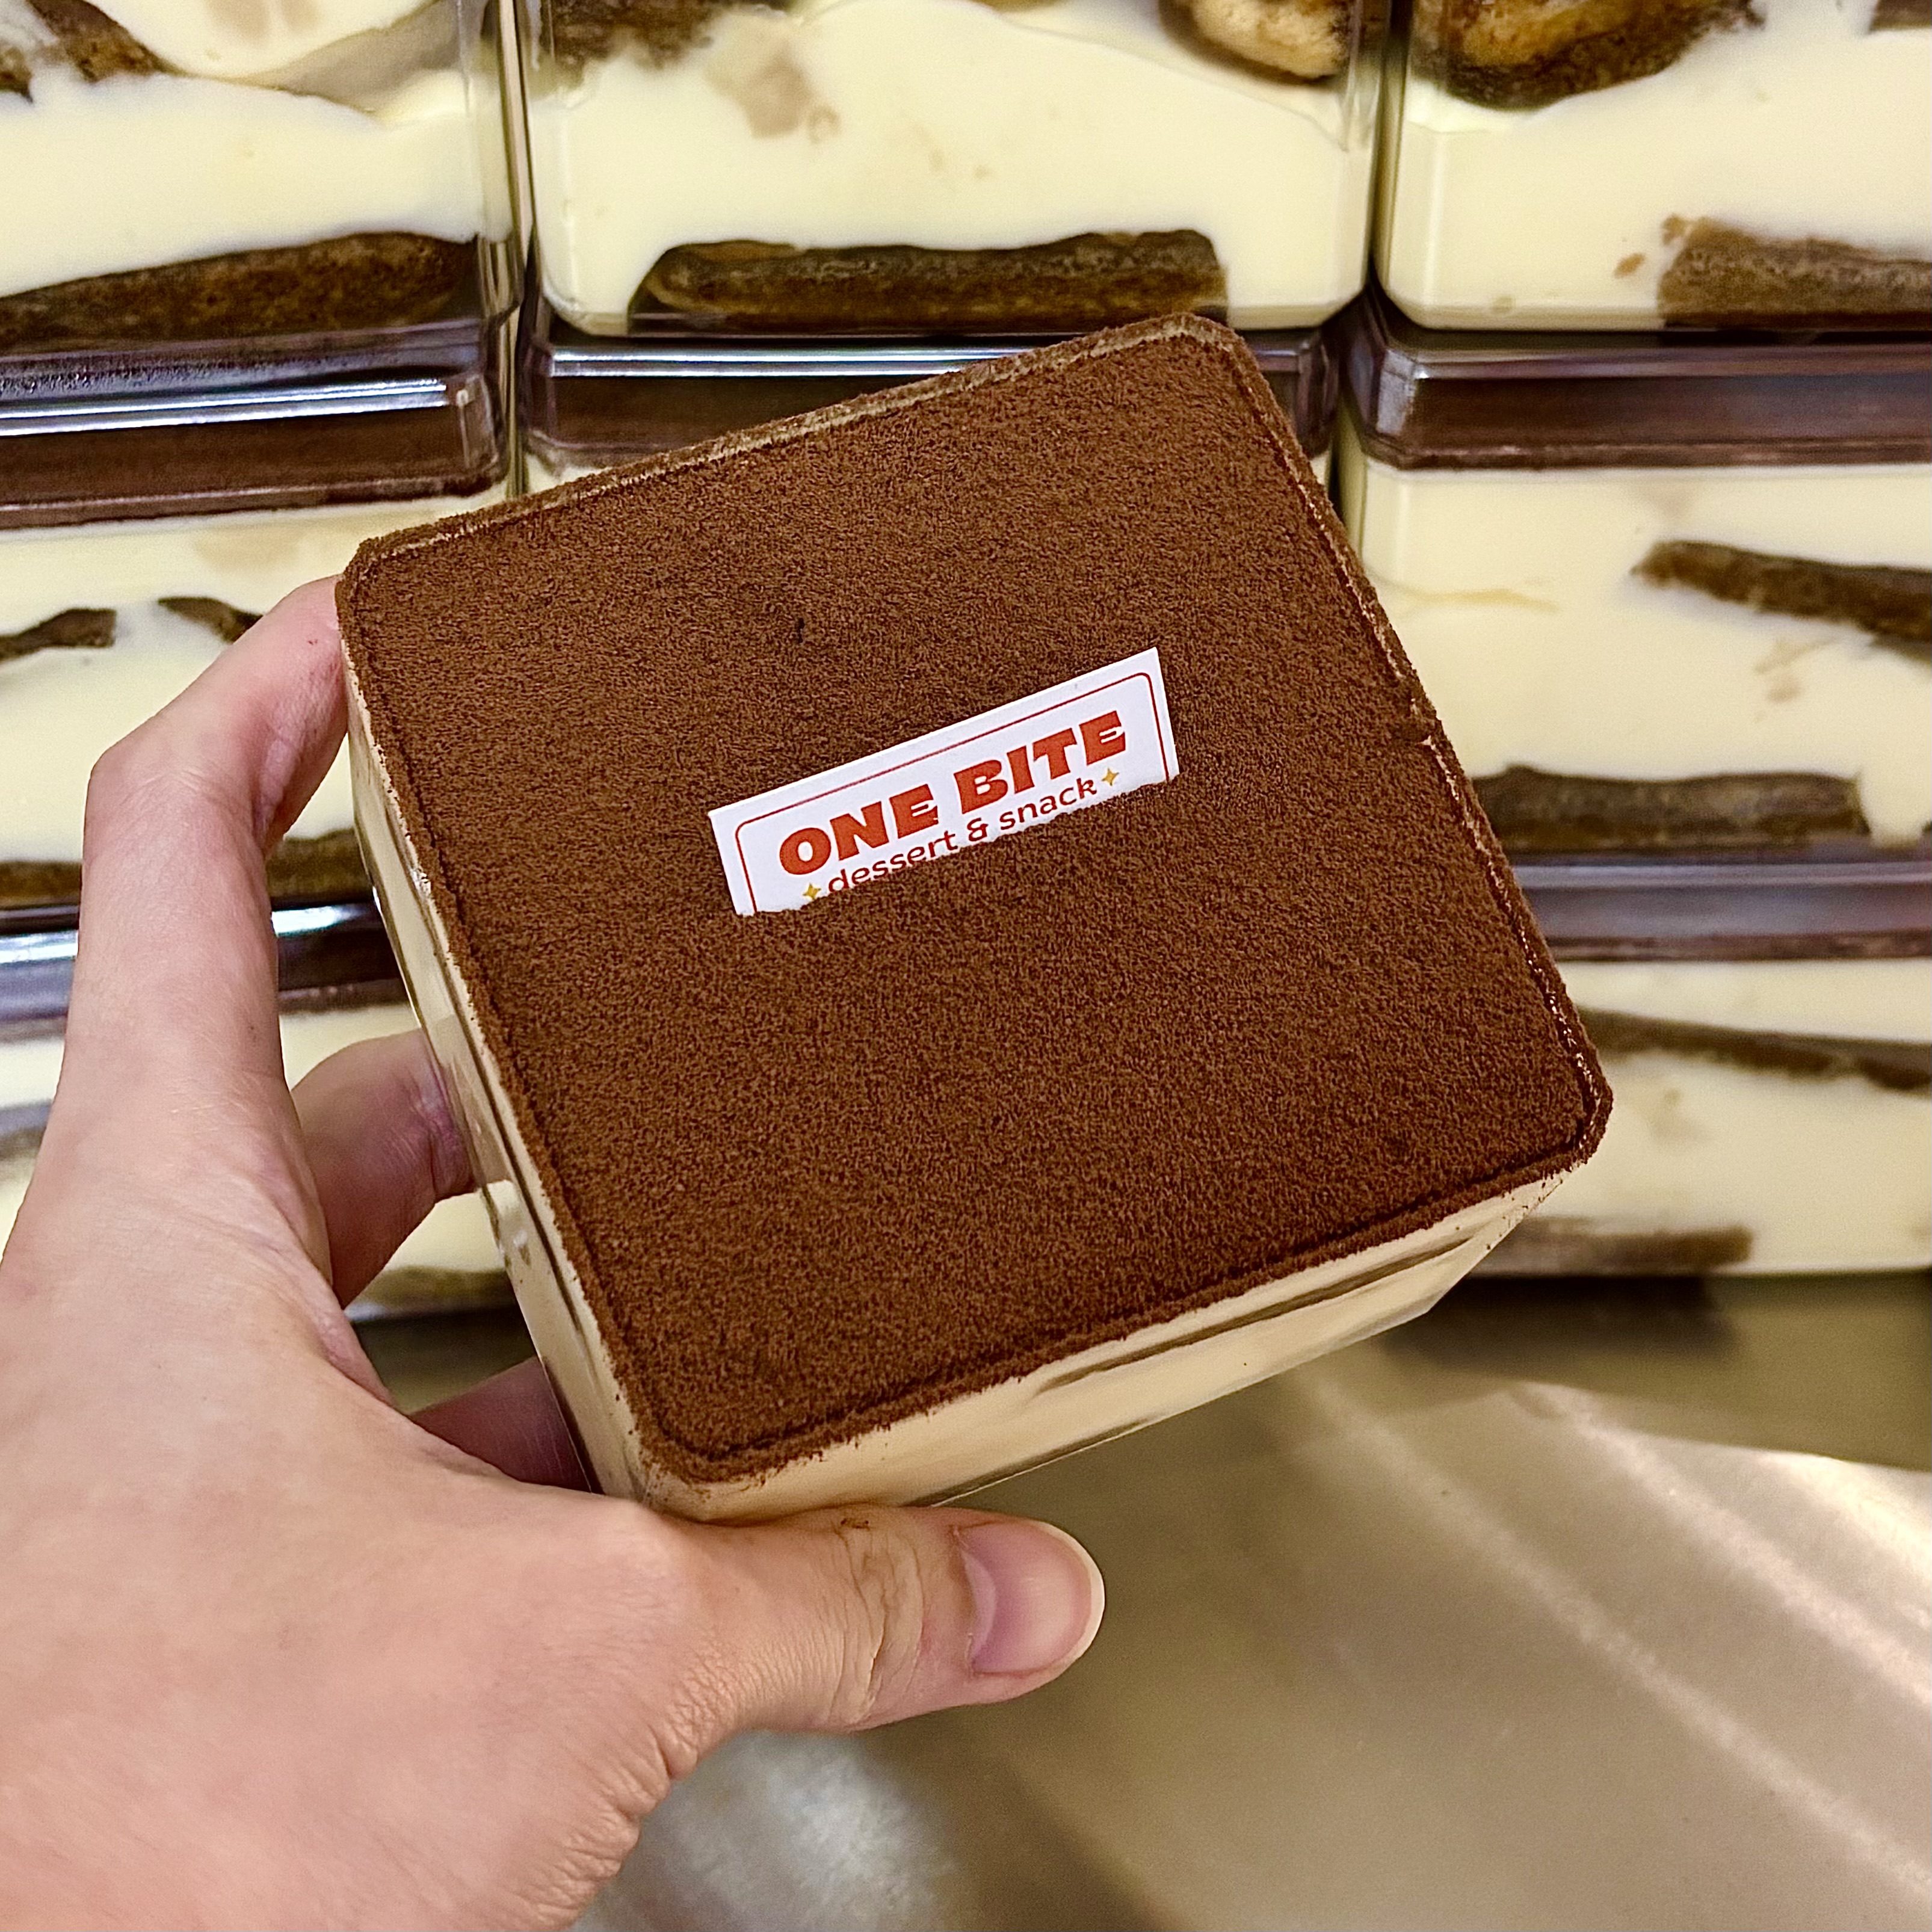 ONE BITE
dessert & snack